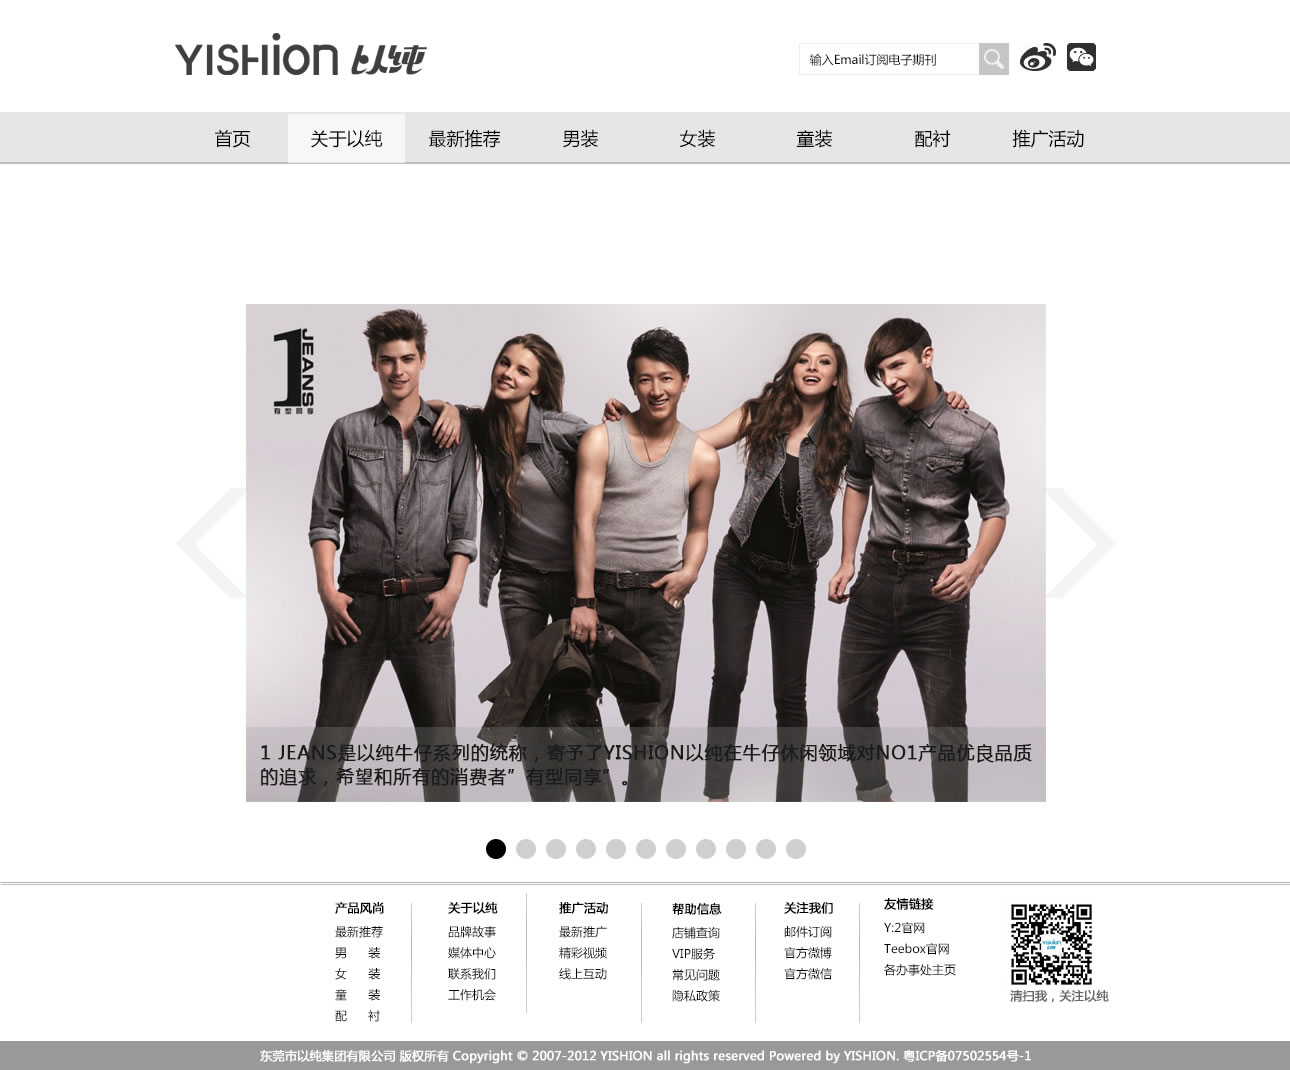 YISHION 以纯
输入Email订阅电子期刊
首页 关于以纯 最新推荐 男装 女装 童装 配衬 推广活动
1 JEANS
有型同享
1 JEANS是以纯牛仔系列的统称，寄予了YISHION以纯在牛仔休闲领域对NO1产品优良品质
的追求，希望和所有的消费者”有型同享”。
产品风尚
最新推荐
男 装
女 装
童 装
配 衬
关于以纯
品牌故事
媒体中心
联系我们
工作机会
推广活动
最新推广
精彩视频
线上互动
帮助信息
店铺查询
VIP服务
常见问题
隐私政策
关注我们
邮件订阅
官方微博
官方微信
友情链接
Y:2官网
Teebox官网
各办事处主页
YISHION
以纯
清扫我，关注以纯
东莞市以纯集团有限公司 版权所有 Copyright © 2007-2012 YISHION all rights reserved Powered by YISHION. 粤ICP备07502554号-1